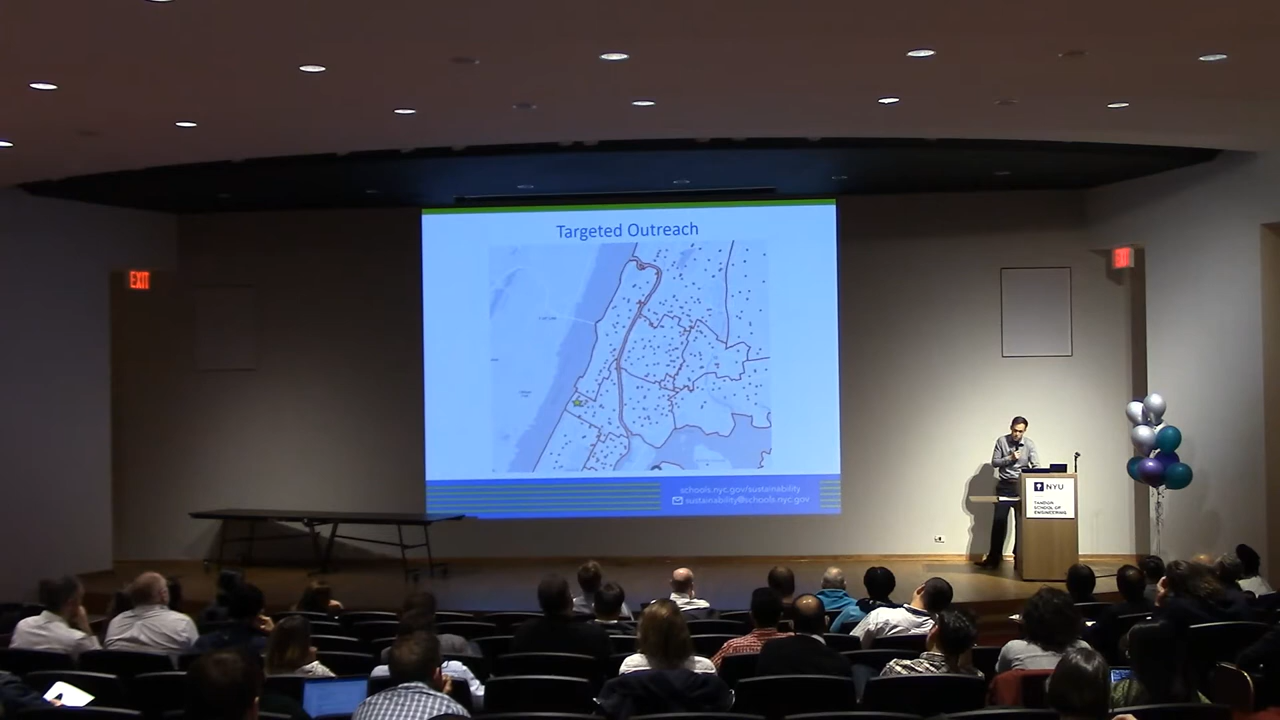 Targeted Outreach
EXIT
EXIT
schools.nyc.gov/sustainability
sustainability@schools.nyc.gov
NYU
TANDON
SCHOOL OF
ENGINEERING